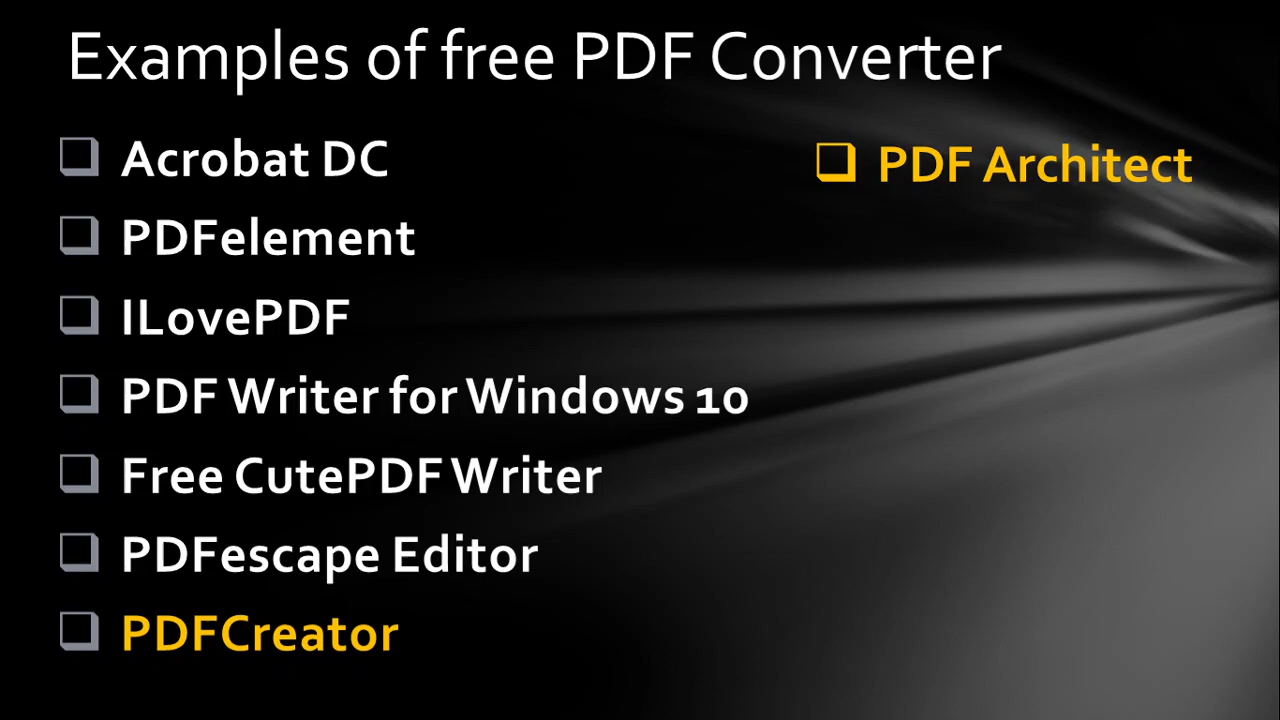 Examples of free PDF Converter
Acrobat DC
PDFelement
ILovePDF
PDF Writer for Windows 10
Free CutePDF Writer
PDFescape Editor
PDFCreator
PDF Architect